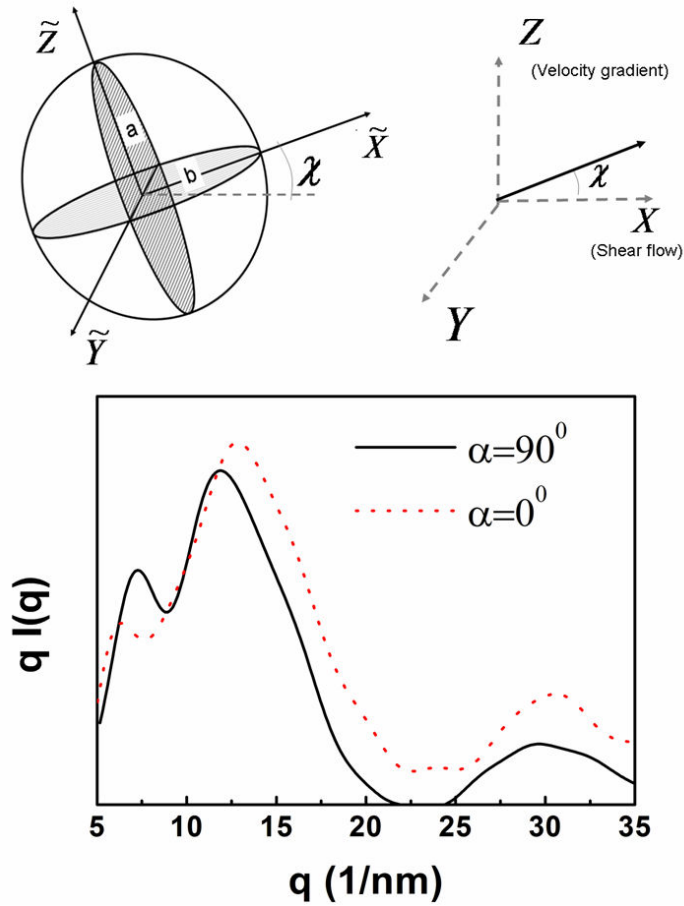 Z̃
a
b
X̃
χ
Ỹ
Z
(Velocity gradient)
χ
X
(Shear flow)
Y
α=90⁰
α=0⁰
q I(q)
5 10 15 20 25 30 35
q (1/nm)